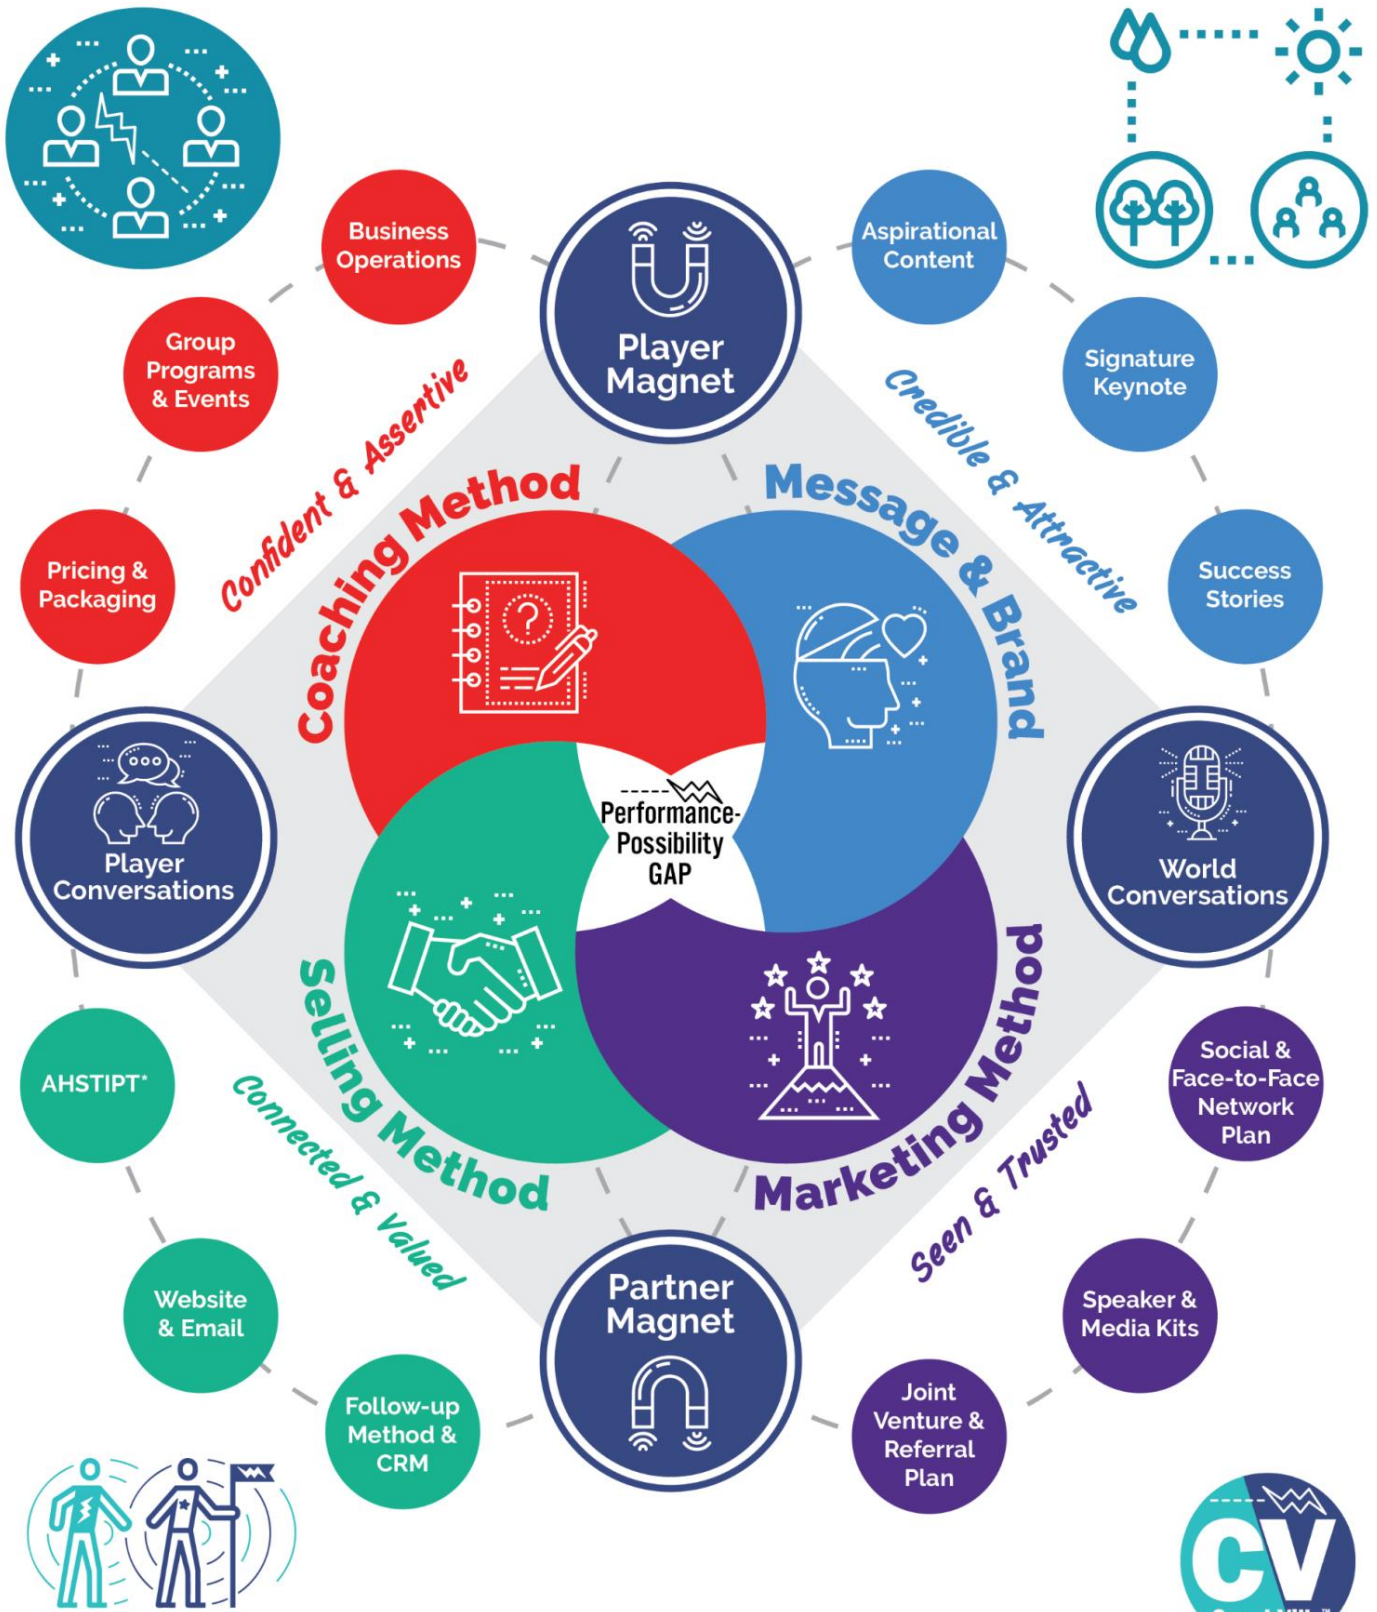 Business
Operations
Aspirational
Content
Group
Programs
& Events
Player
Magnet
Signature
Keynote
Confident & Assertive
Credible & Attractive
Coaching Method
Message & Brand
Pricing &
Packaging
Success
Stories
?
Performance-
Possibility
GAP
Player
Conversations
World
Conversations
Selling Method
Marketing Method
AHSTIPT*
Social &
Face-to-Face
Network
Plan
Connected & Valued
Seen & Trusted
Website
& Email
Partner
Magnet
Speaker &
Media Kits
Follow-up
Method &
CRM
Joint
Venture &
Referral
Plan
CV